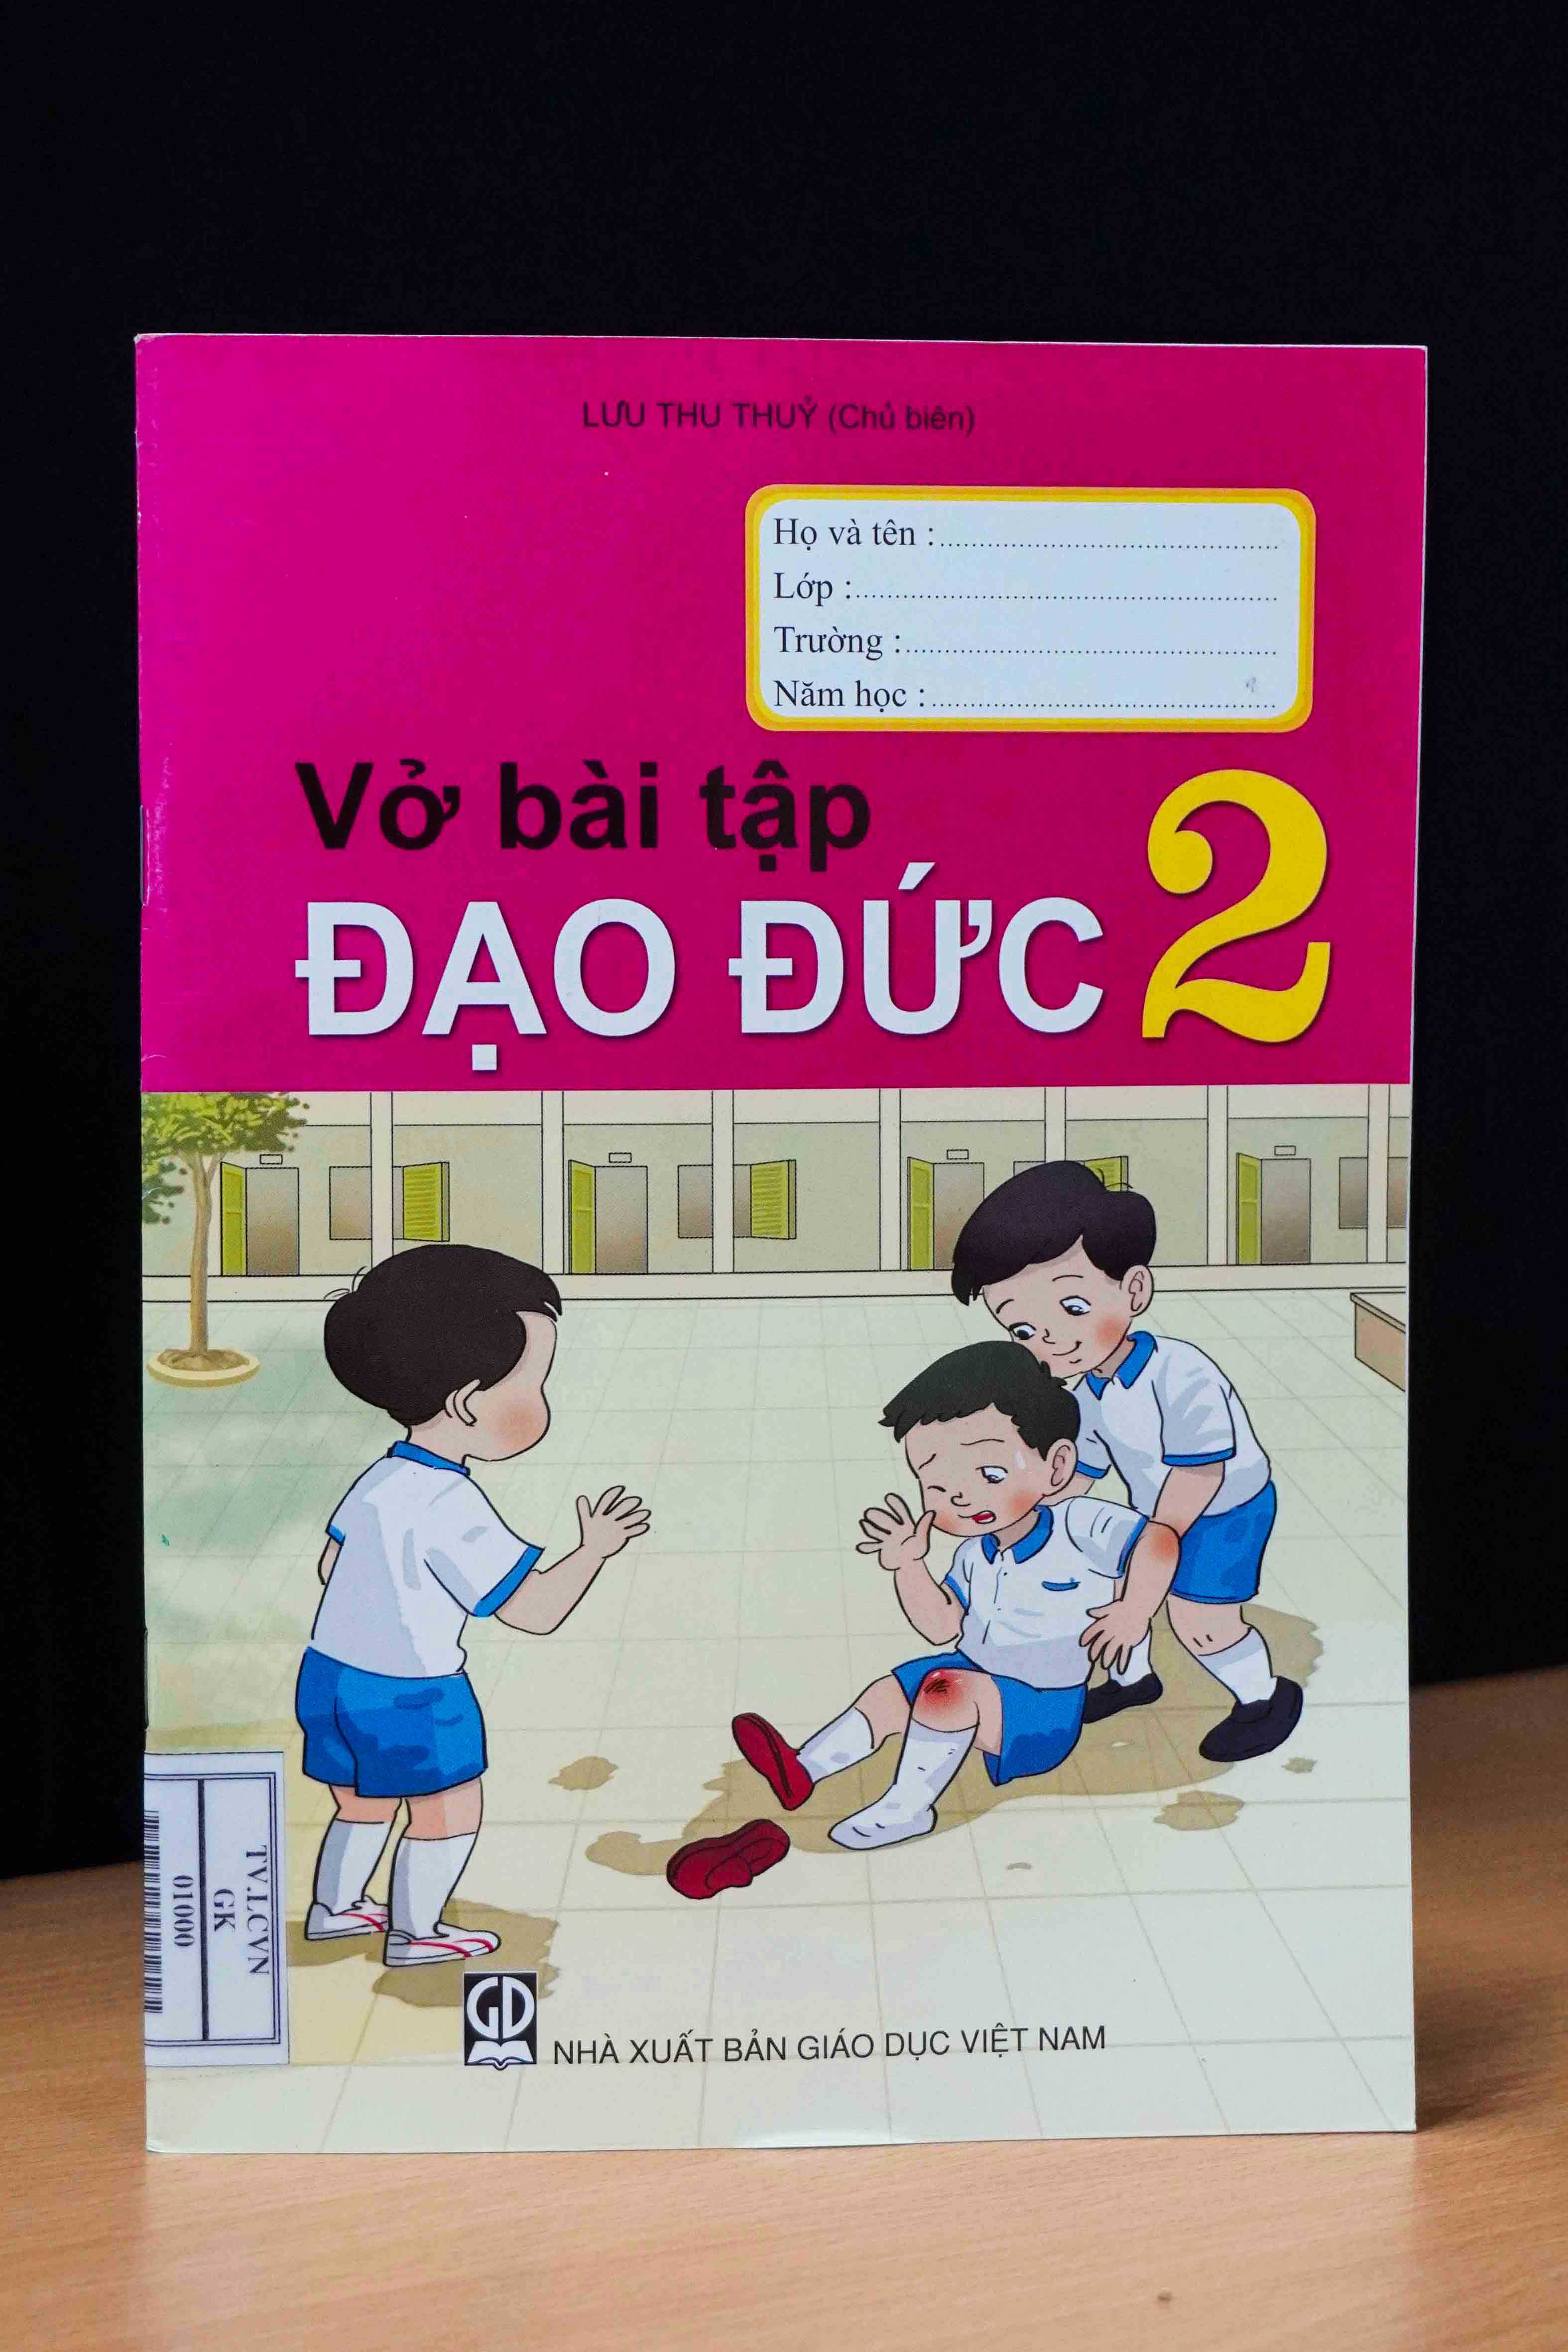 LƯU THU THUỶ (Chủ biên)
Họ và tên :
Lớp :
Trường :
Năm học :
Vở bài tập
ĐẠO ĐỨC 2
TV.LCVN
GK
01000
GD
NHÀ XUẤT BẢN GIÁO DỤC VIỆT NAM